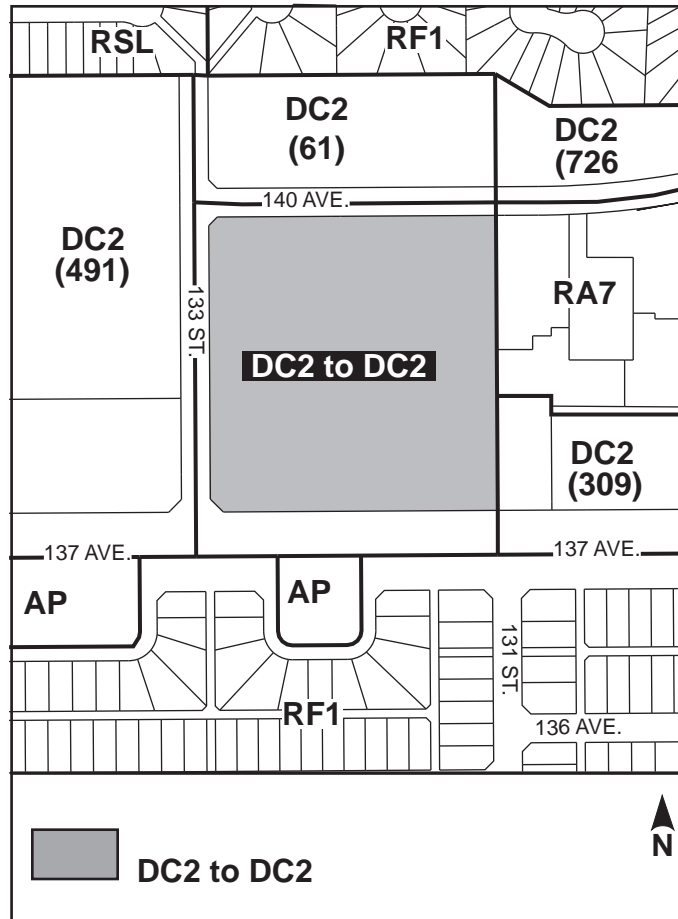 RSL
RF1
DC2
(61)
DC2
(726
140 AVE.
DC2
(491)
133 ST.
RA7
DC2 to DC2
DC2
(309)
137 AVE.
137 AVE.
AP
AP
131 ST.
RF1
136 AVE.
DC2 to DC2
N